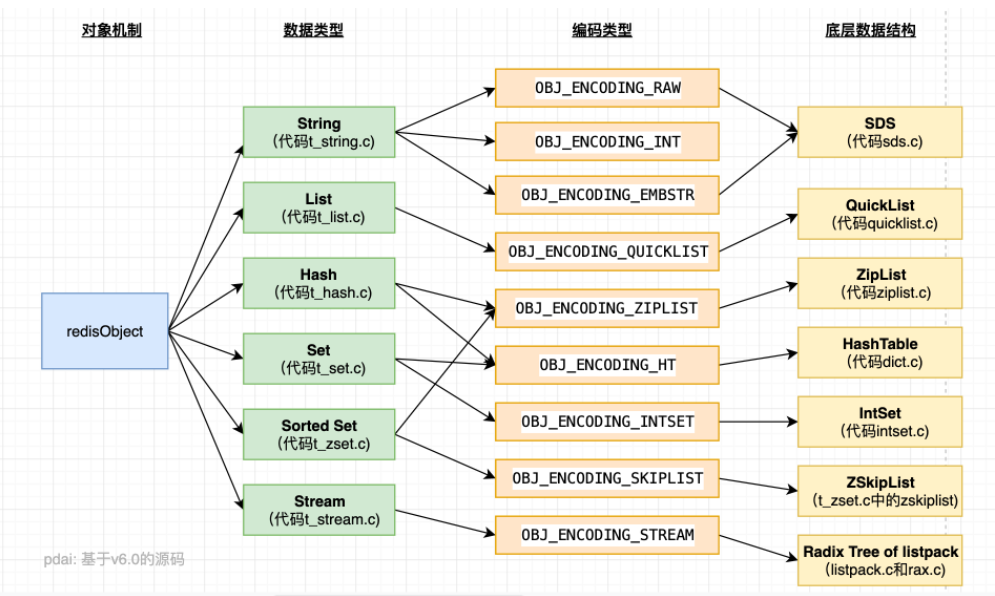 对象机制
数据类型
编码类型
底层数据结构
redisObject
String
（代码t_string.c）
List
（代码t_list.c）
Hash
（代码t_hash.c）
Set
（代码t_set.c）
Sorted Set
（代码t_zset.c）
Stream
（代码t_stream.c）
OBJ_ENCODING_RAW
OBJ_ENCODING_INT
OBJ_ENCODING_EMBSTR
OBJ_ENCODING_QUICKLIST
OBJ_ENCODING_ZIPLIST
OBJ_ENCODING_HT
OBJ_ENCODING_INTSET
OBJ_ENCODING_SKIPLIST
OBJ_ENCODING_STREAM
SDS
（代码sds.c）
QuickList
（代码quicklist.c）
ZipList
（代码ziplist.c）
HashTable
（代码dict.c）
IntSet
（代码intset.c）
ZSkipList
（t_zset.c中的zskiplist）
Radix Tree of listpack
（listpack.c和rax.c）
pdai: 基于v6.0的源码